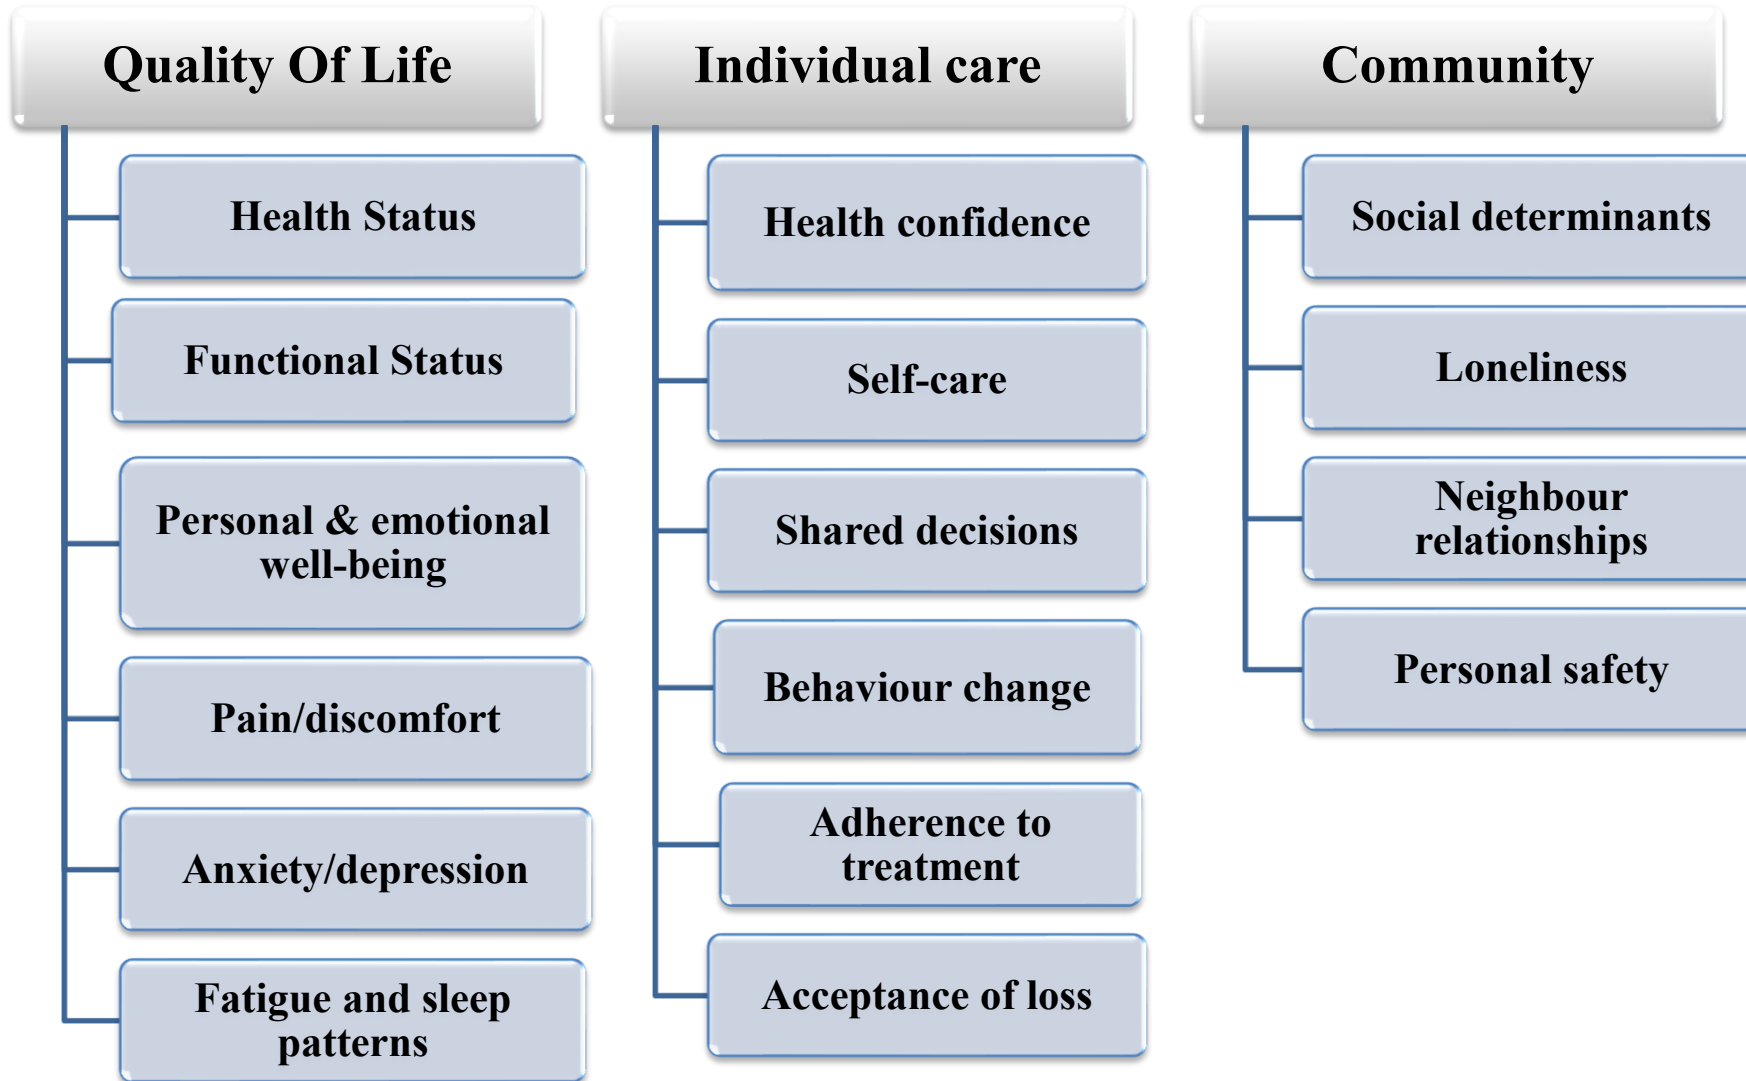 Quality Of Life
Health Status
Functional Status
Personal & emotional
well-being
Pain/discomfort
Anxiety/depression
Fatigue and sleep
patterns
Individual care
Health confidence
Self-care
Shared decisions
Behaviour change
Adherence to
treatment
Acceptance of loss
Community
Social determinants
Loneliness
Neighbour
relationships
Personal safety